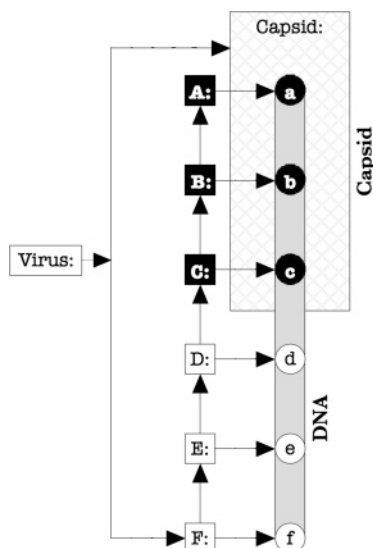 Capsid:
A: a
Capsid
B: b
Virus:
C: c
D: d
DNA
E: e
F: f